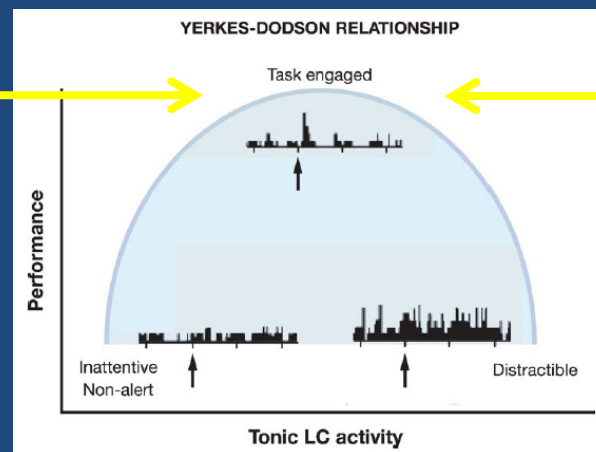 YERKES-DODSON RELATIONSHIP
Task engaged
Performance
Inattentive
Non-alert
Distractible
Tonic LC activity